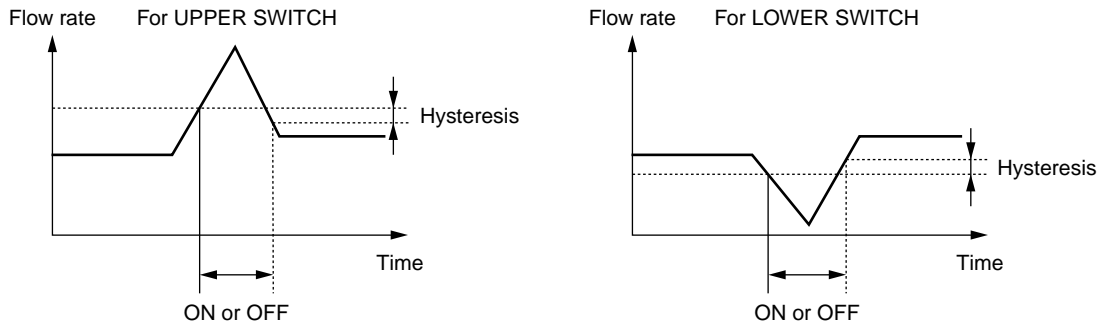 Flow rate For UPPER SWITCH
Hysteresis
Time
ON or OFF
Flow rate For LOWER SWITCH
Hysteresis
Time
ON or OFF